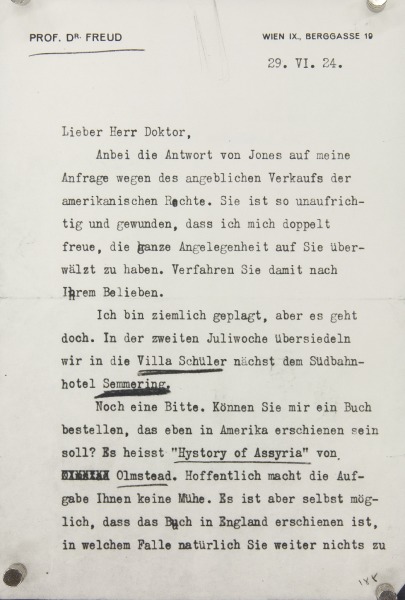 PROF. DR. FREUD
WIEN IX., BERGGASSE 19
29. VI. 24.
Lieber Herr Doktor,
Anbei die Antwort von Jones auf meine
Anfrage wegen des angeblichen Verkaufs der
amerikanischen Rechte. Sie ist so unaufrich-
tig und gewunden, dass ich mich doppelt
freue, die ganze Angelegenheit auf Sie über-
wälzt zu haben. Verfahren Sie damit nach
Ihrem Belieben.
Ich bin ziemlich geplagt, aber es geht
doch. In der zweiten Juliwoche übersiedeln
wir in die Villa Schüler nächst dem Südbahn-
hotel Semmering.
Noch eine Bitte. Können Sie mir ein Buch
bestellen, das eben in Amerika erschienen sein
soll? Es heisst "Hystory of Assyria" von
Olmstead. Hoffentlich macht die Auf-
gabe Ihnen keine Mühe. Es ist aber selbst mög-
lich, dass das Buch in England erschienen ist,
in welchem Falle natürlich Sie weiter nichts zu